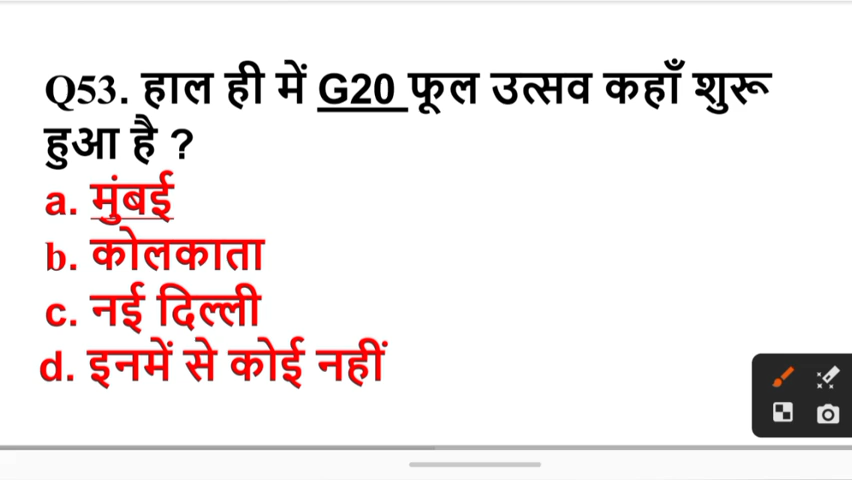 Q53. हाल ही में G20 फूल उत्सव कहाँ शुरू
हुआ है ?
a. मुंबई
b. कोलकाता
c. नई दिल्ली
d. इनमें से कोई नहीं